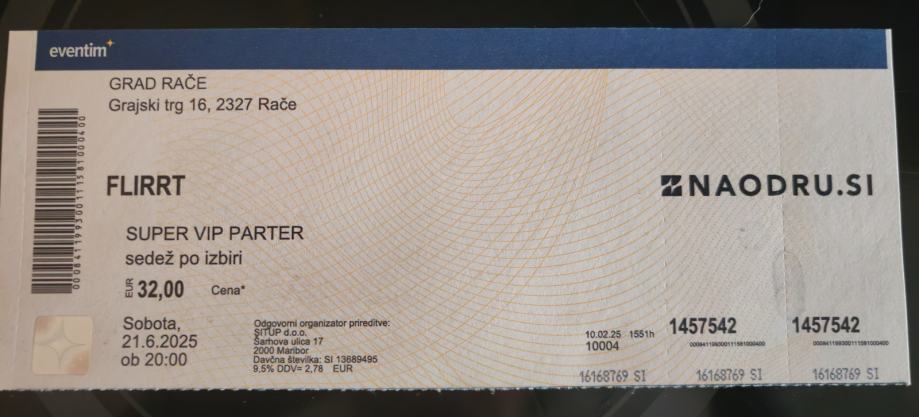 eventim
GRAD RAČE
Grajski trg 16, 2327 Rače
FLIRRT
NAODRU.SI
SUPER VIP PARTER
sedež po izbiri
EUR 32,00 Cena*
Sobota,
21.6.2025
ob 20:00
Odgovorni organizator prireditve:
SITUP d.o.o.
Šarhova ulica 17
2000 Maribor
Davčna številka: SI 13689495
9,5% DDV= 2,78 EUR
10.02.25 1551h
10004
1457542
1457542
16168769 SI
16168769 SI
16168769 SI